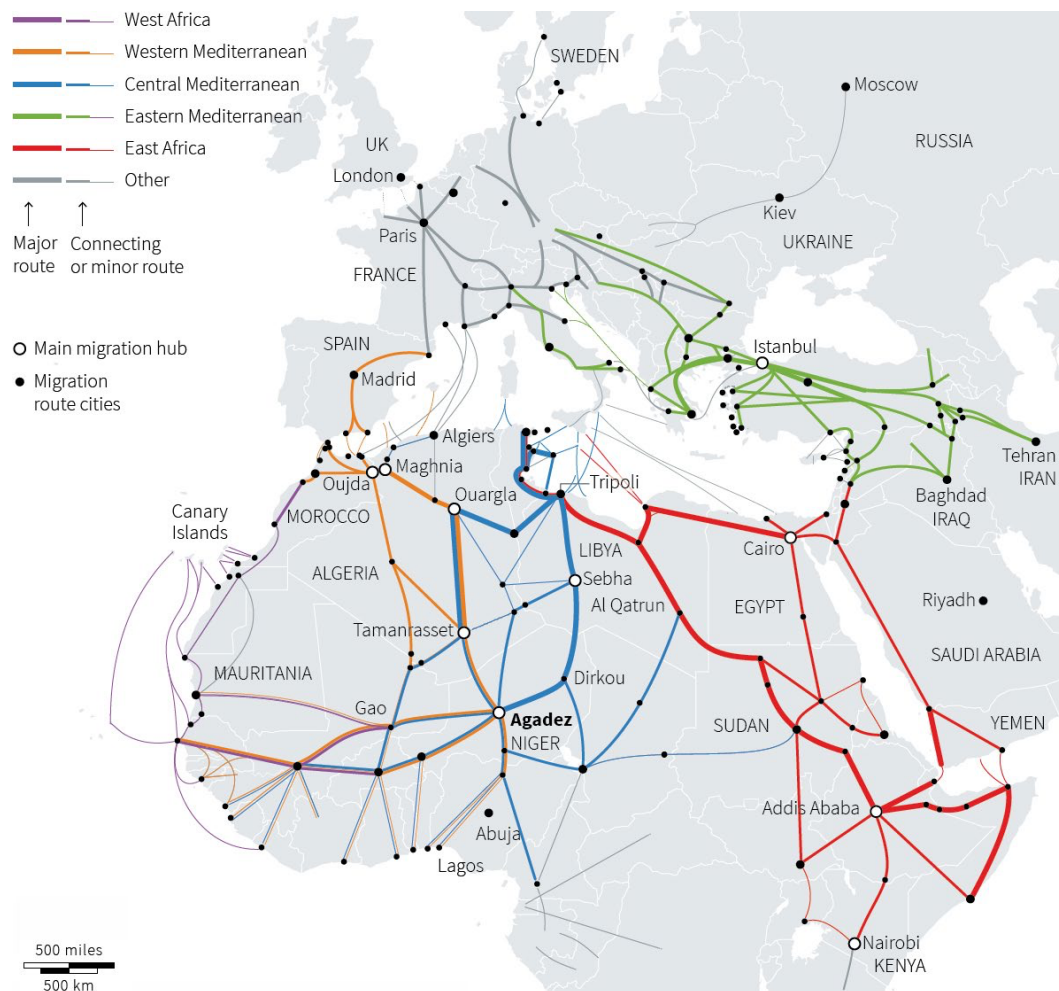 West Africa
Western Mediterranean
Central Mediterranean
Eastern Mediterranean
East Africa
Other
Major
route
Connecting
or minor route
Main migration hub
Migration
route cities
SWEDEN
Moscow
RUSSIA
UK
London
Kiev
UKRAINE
Paris
FRANCE
SPAIN
Madrid
Istanbul
Algiers
Maghnia
Oujda
Ouargla
Tripoli
Tehran
IRAN
Baghdad
IRAQ
Canary
Islands
MOROCCO
LIBYA
Cairo
ALGERIA
Sebha
Al Qatrun
EGYPT
Riyadh
Tamanrasset
SAUDI ARABIA
MAURITANIA
Dirkou
Gao
Agadez
NIGER
SUDAN
YEMEN
Addis Ababa
Abuja
Lagos
Nairobi
KENYA
500 miles
500 km